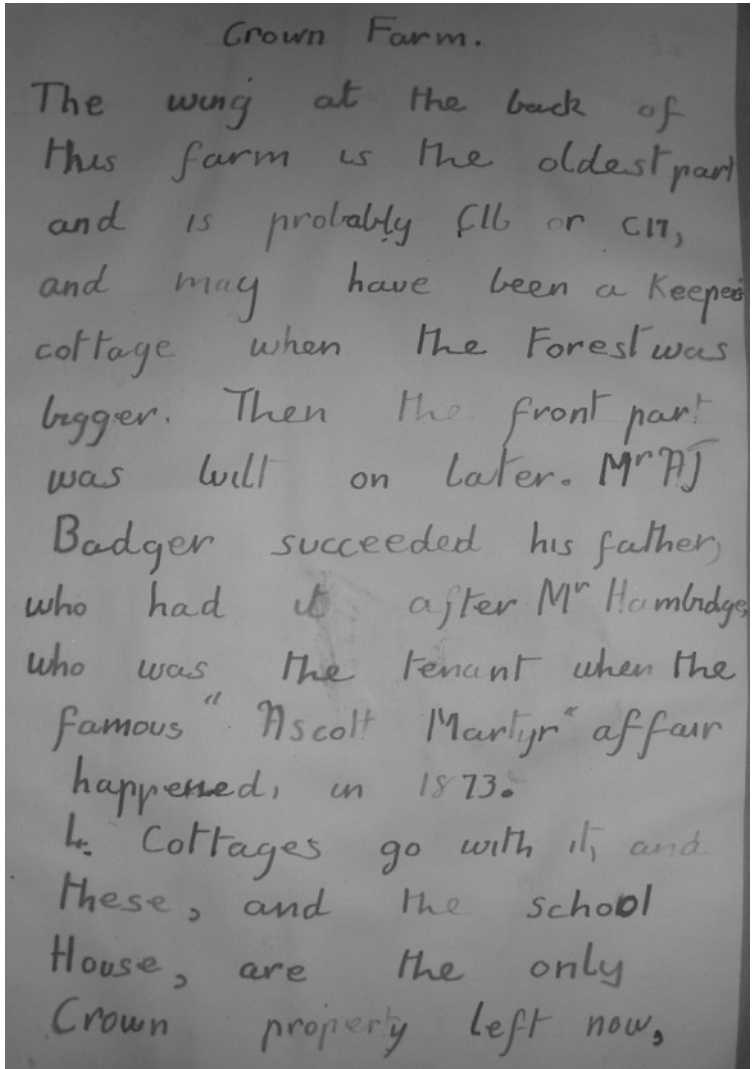 Crown Farm.
The wing at the back of
this farm is the oldest part
and is probably C16 or C17,
and may have been a Keepers
cottage when the Forest was
bigger. Then the front part
was built on later. Mr AJ
Badger succeeded his father,
who had it after Mr Hambidge,
who was the tenant when the
famous "Ascott Martyr" affair
happened, in 1873.
4. Cottages go with it, and
these, and the school
House, are the only
Crown property left now,